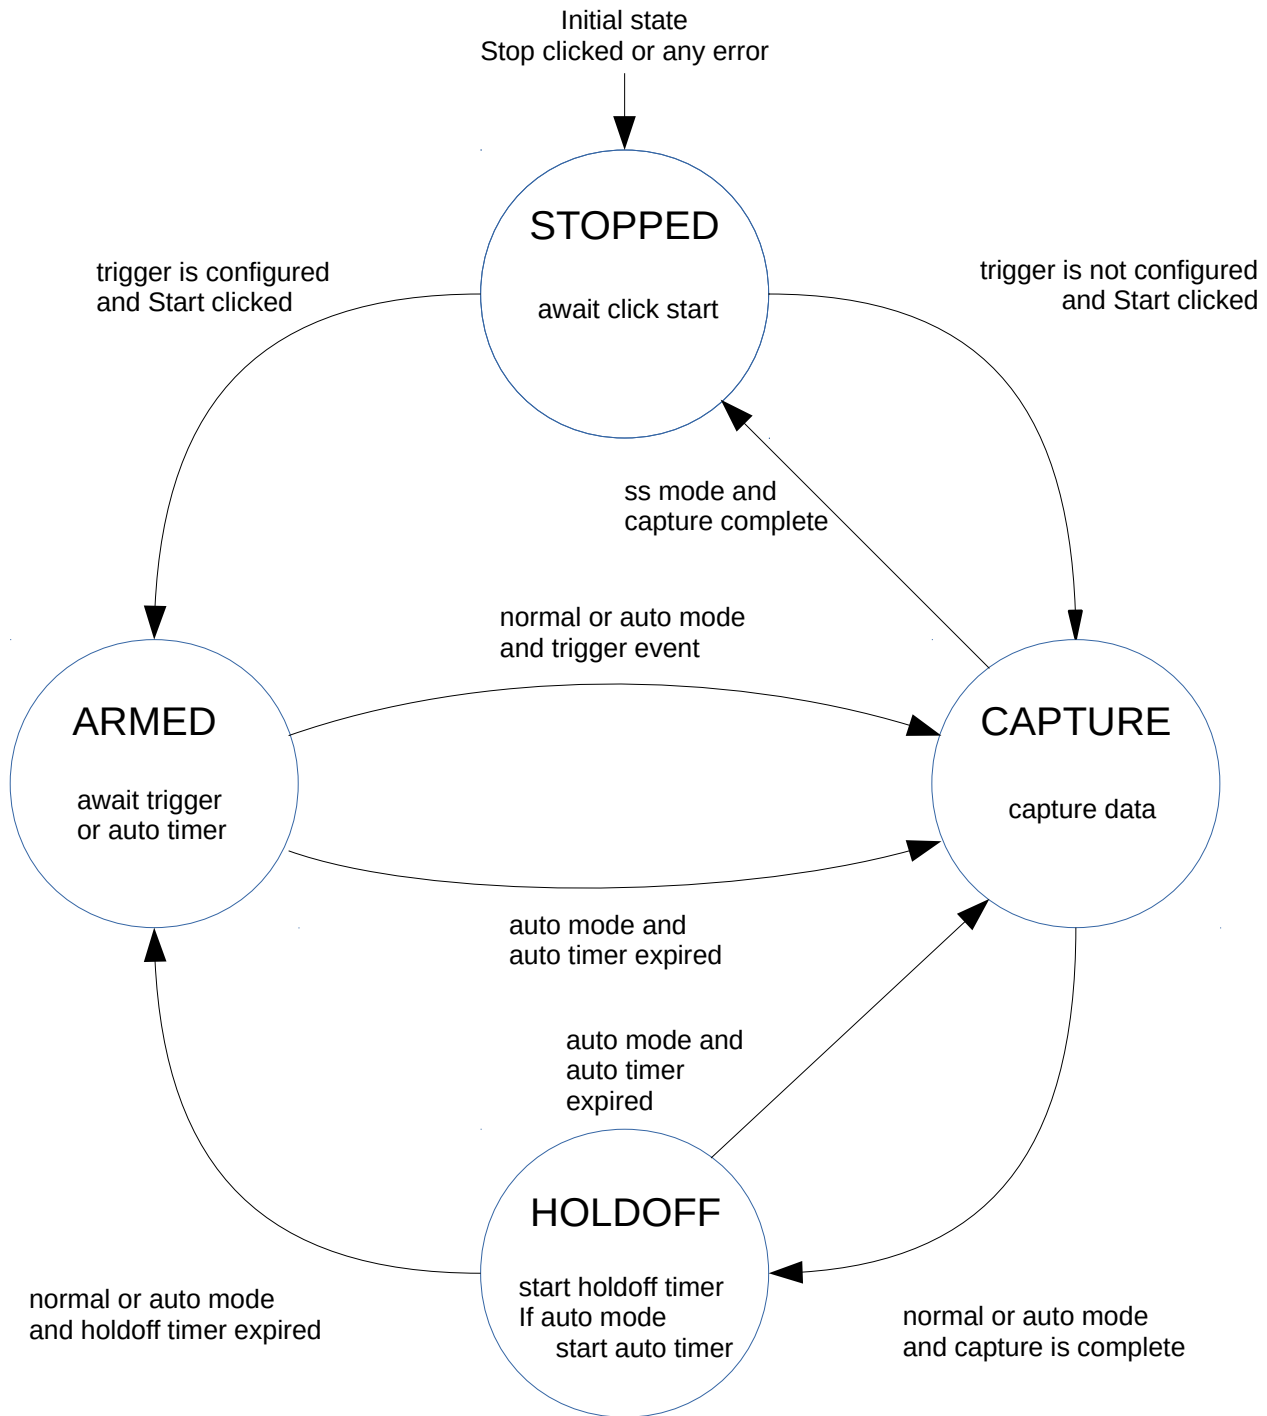 Initial state
Stop clicked or any error
STOPPED
await click start
trigger is configured
and Start clicked
trigger is not configured
and Start clicked
ss mode and
capture complete
normal or auto mode
and trigger event
ARMED
await trigger
or auto timer
CAPTURE
capture data
auto mode and
auto timer expired
auto mode and
auto timer
expired
HOLDOFF
start holdoff timer
If auto mode
start auto timer
normal or auto mode
and holdoff timer expired
normal or auto mode
and capture is complete